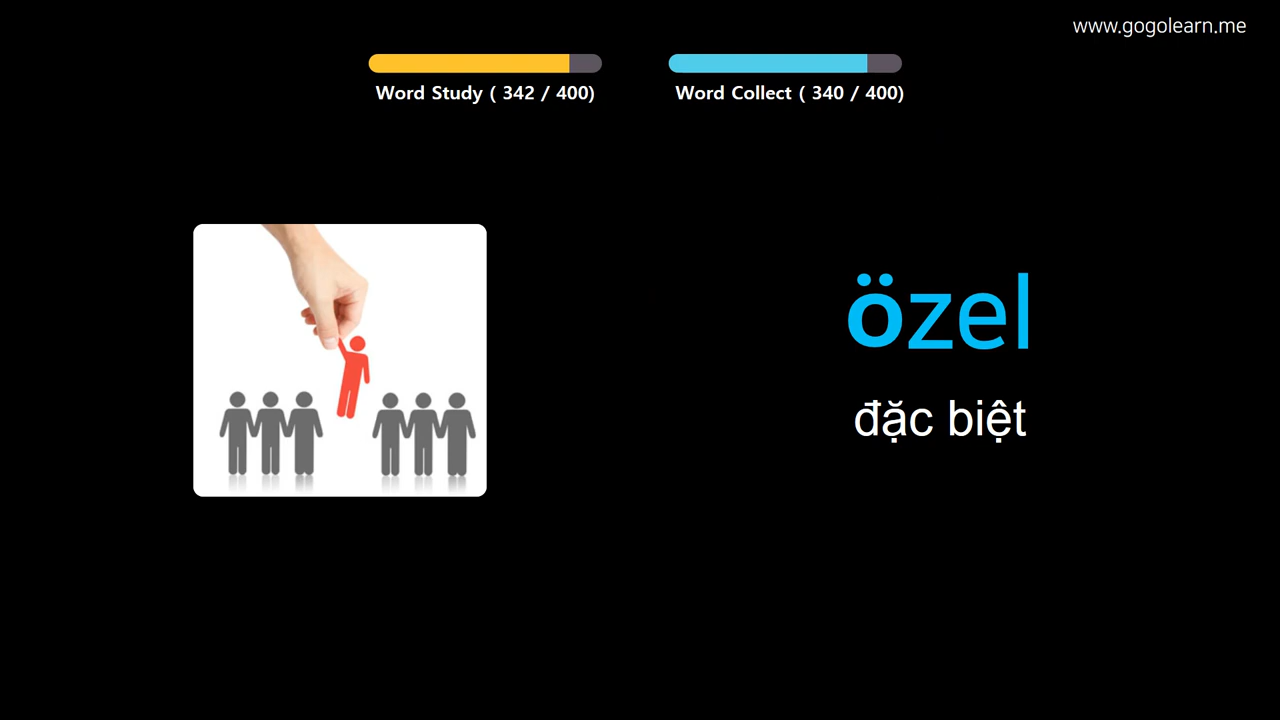 www.gogolearn.me
Word Study ( 342 / 400)
Word Collect ( 340 / 400)
özel
đặc biệt